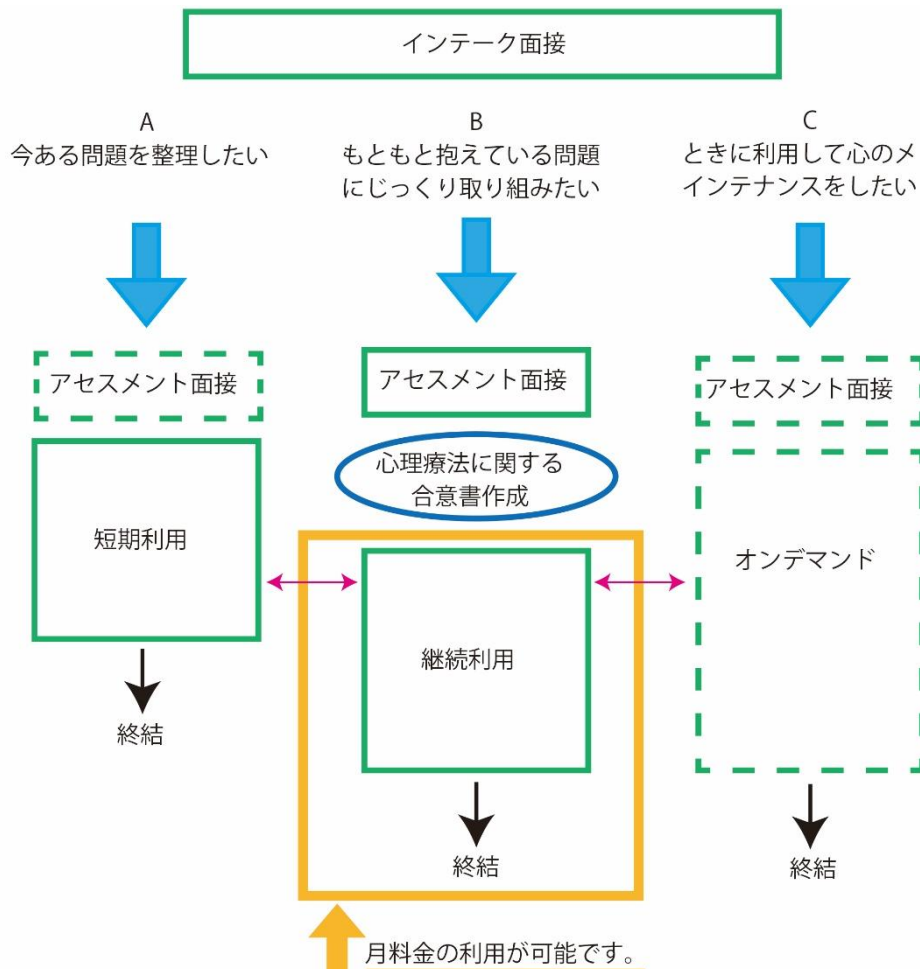 インテーク面接
A
今ある問題を整理したい
B
もともと抱えている問題
にじっくり取り組みたい
C
ときに利用して心のメ
インテナンスをしたい
アセスメント面接
アセスメント面接
アセスメント面接
心理療法に関する
合意書作成
短期利用
継続利用
オンデマンド
終結
終結
終結
月料金の利用が可能です。